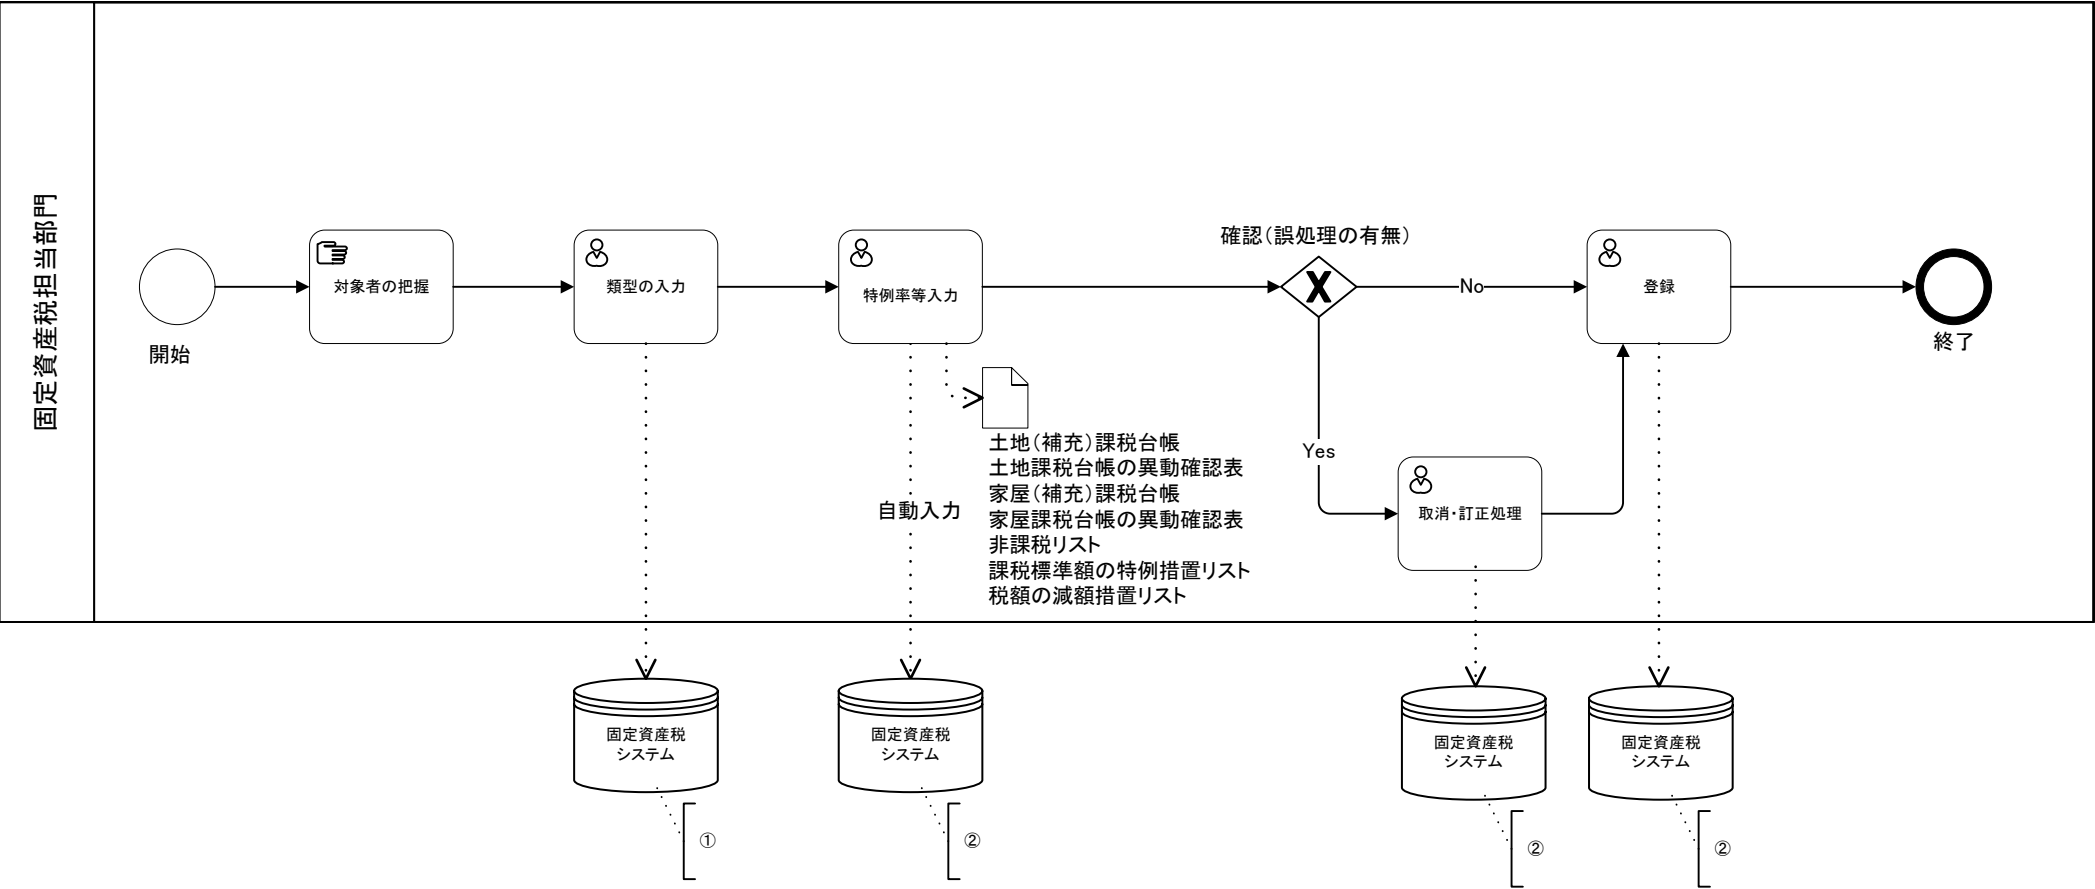 固定資産税担当部門
開始
対象者の把握
類型の入力
特例率等入力
確認（誤処理の有無）
No
Yes
登録
終了
取消・訂正処理
自動入力
土地（補充）課税台帳
土地課税台帳の異動確認表
家屋（補充）課税台帳
家屋課税台帳の異動確認表
非課税リスト
課税標準額の特例措置リスト
税額の減額措置リスト
固定資産税
システム
①
固定資産税
システム
②
固定資産税
システム
②
固定資産税
システム
②